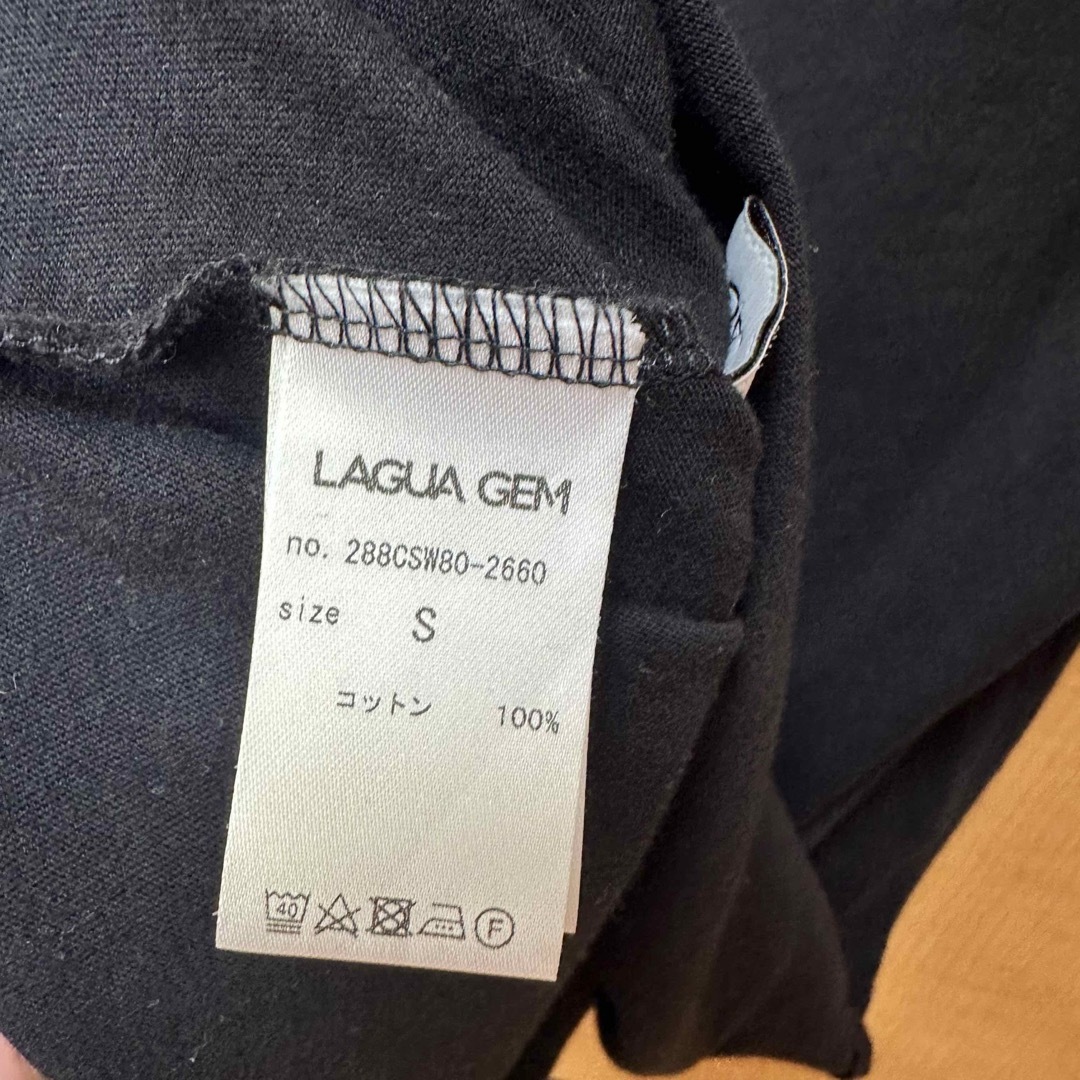 LAGUA GEM
no. 288CSW80-2660
size S
コットン 100%
40 F